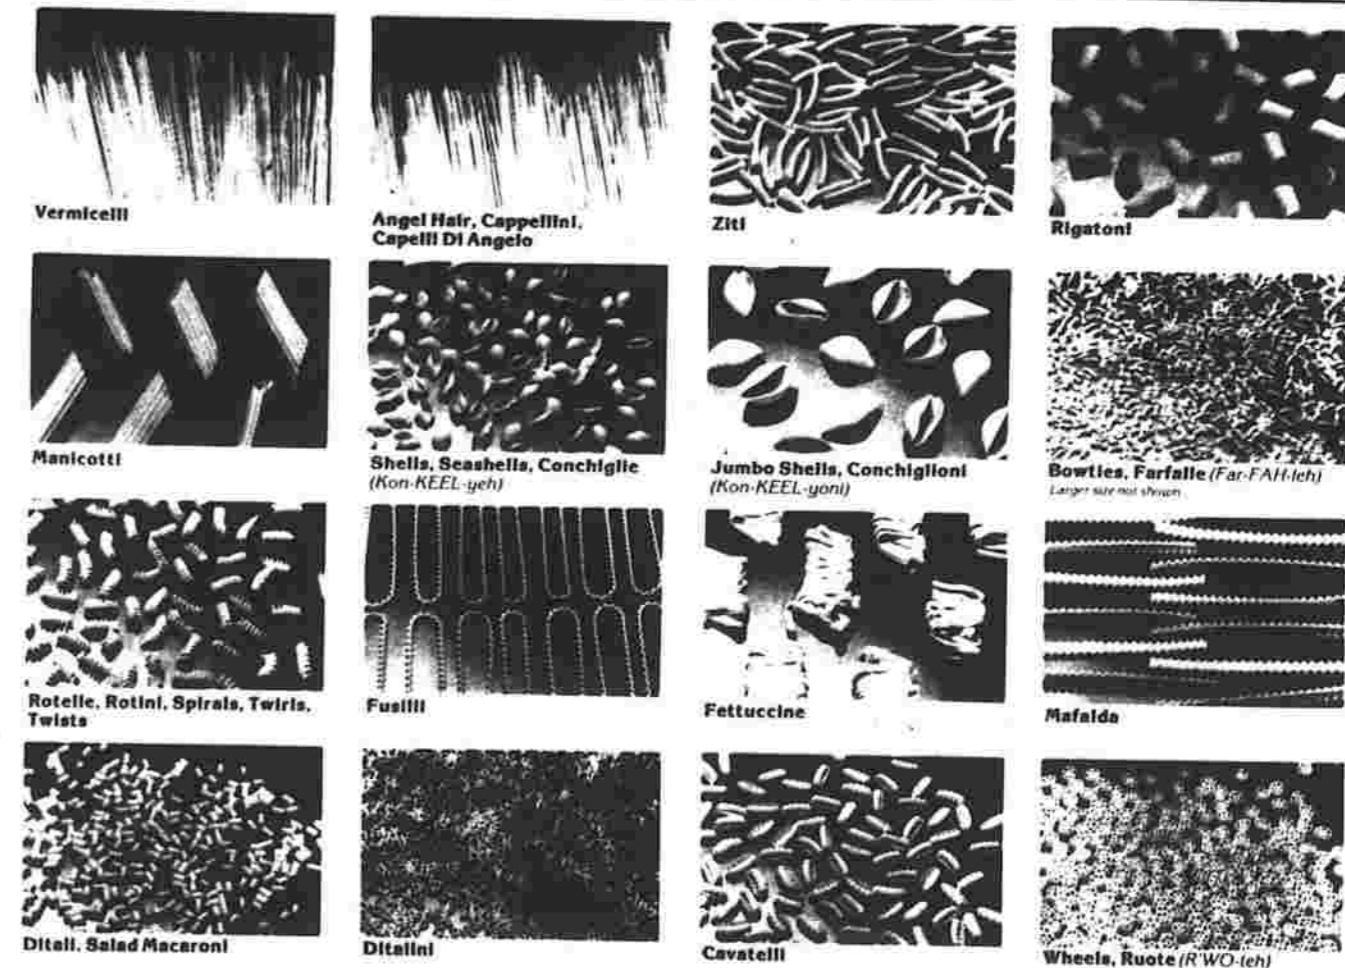 Vermicelli
Angel Hair, Cappellini,
Capelli Di Angelo
Ziti
Rigatoni
Manicotti
Shells, Seashells, Conchiglie
(Kon-KEEL-yeh)
Jumbo Shells, Conchiglioni
(Kon-KEEL-yoni)
Bowties, Farfalle (Far-FAH-leh)
Larger size not shown
Rotelle, Rotini, Spirals, Twirls,
Twists
Fusilli
Fettuccine
Mafalda
Ditali, Salad Macaroni
Ditalini
Cavatelli
Wheels, Ruote (R'WO-teh)